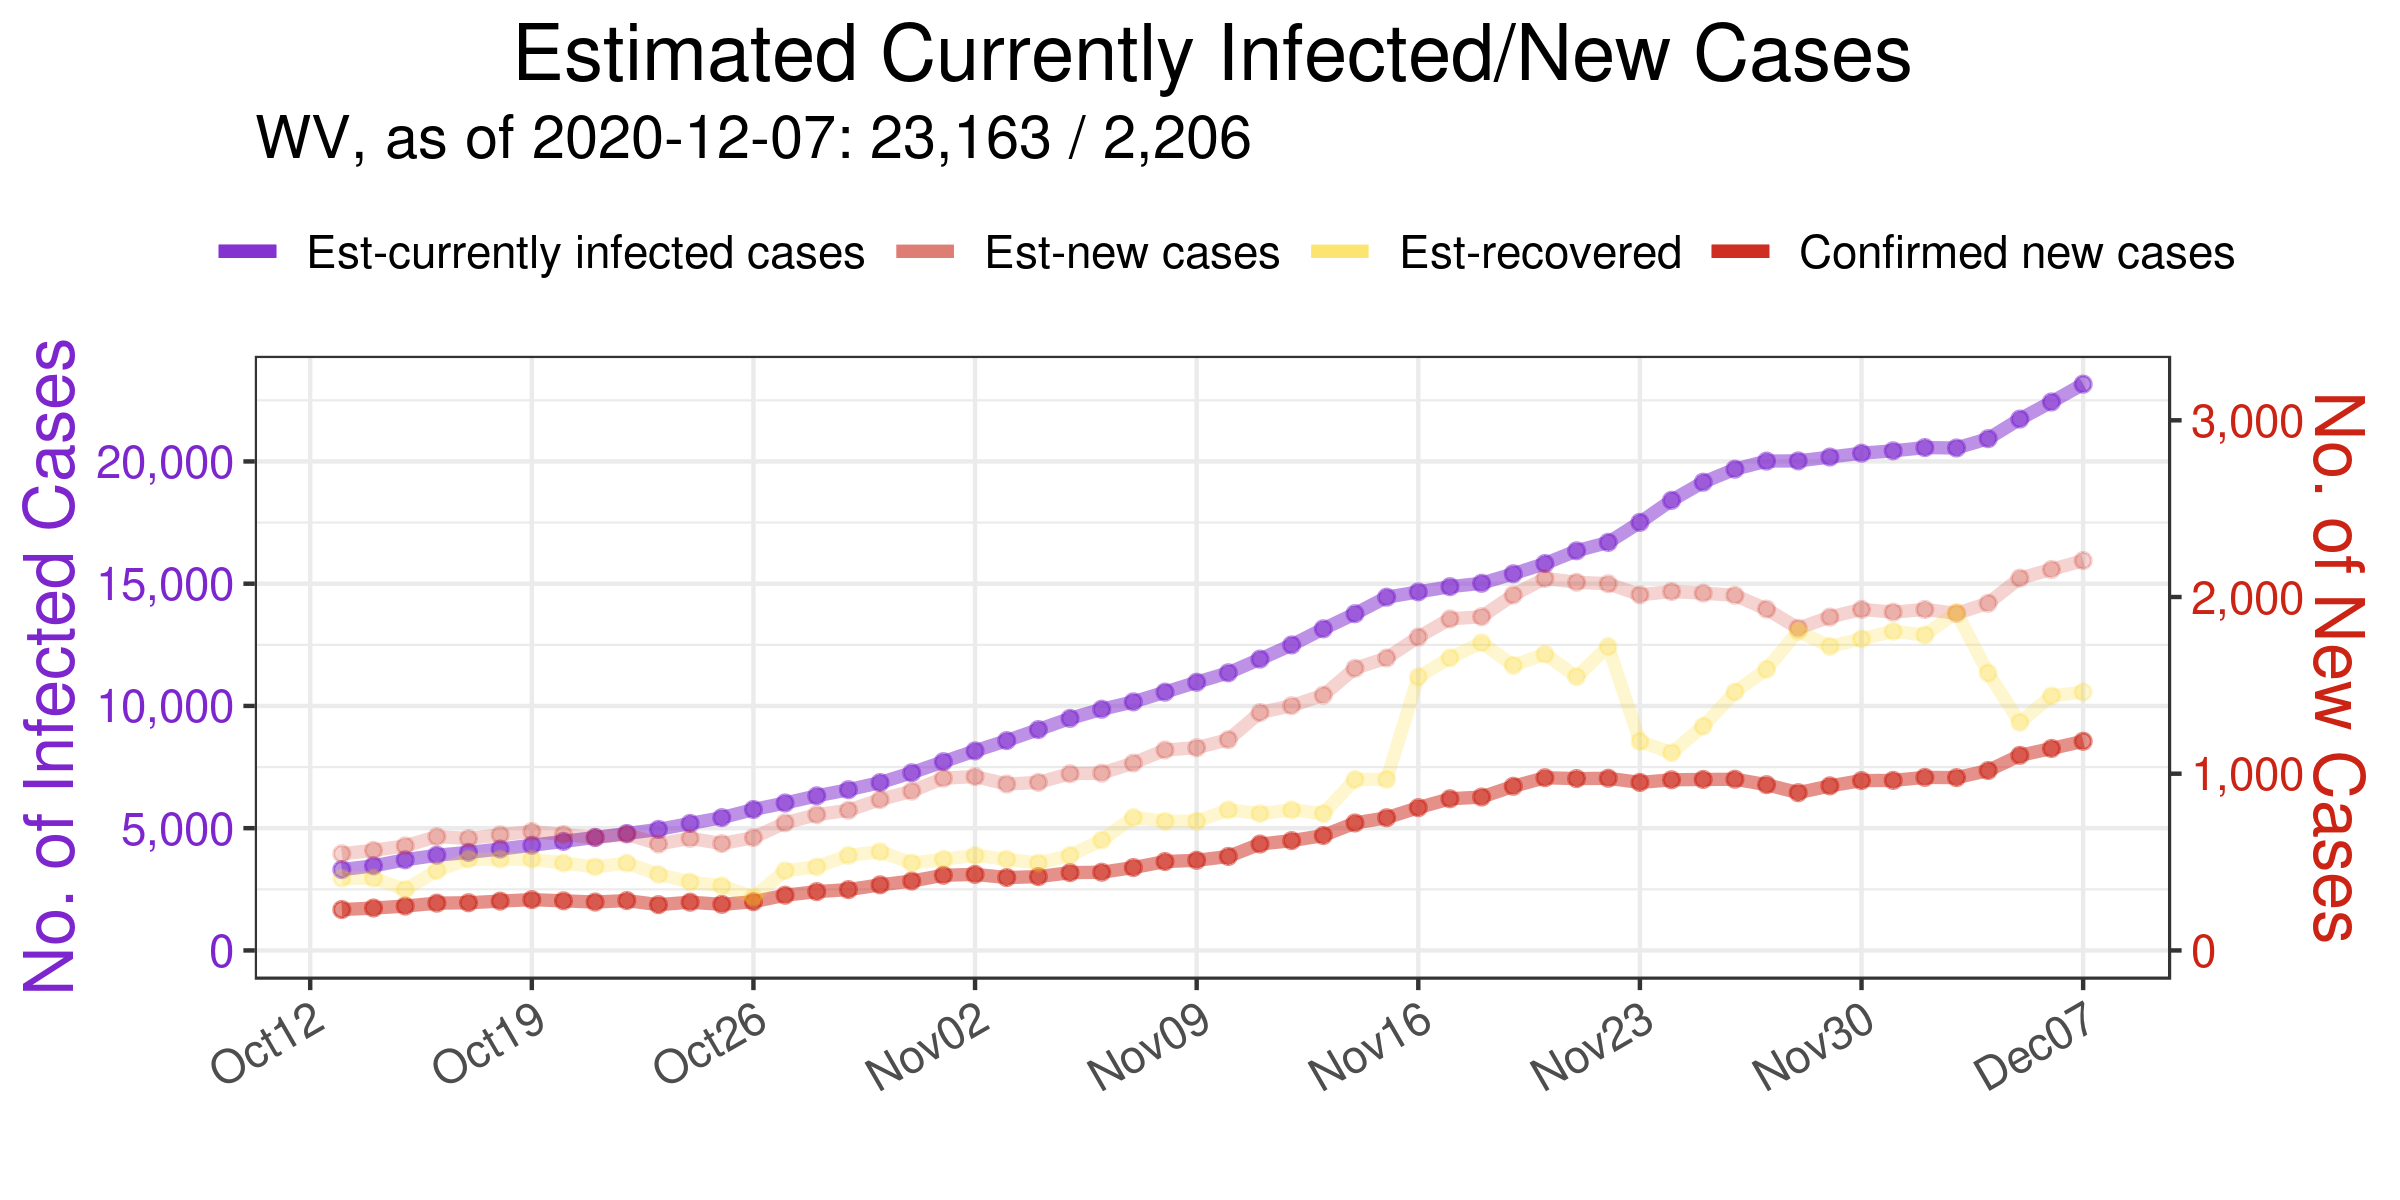 Estimated Currently Infected/New Cases
WV, as of 2020-12-07: 23,163 / 2,206
Est-currently infected cases
Est-new cases
Est-recovered
Confirmed new cases
No. of Infected Cases
20,000
15,000
10,000
5,000
0
3,000
2,000
1,000
0
No. of New Cases
Oct12
Oct19
Oct26
Nov02
Nov09
Nov16
Nov23
Nov30
Dec07